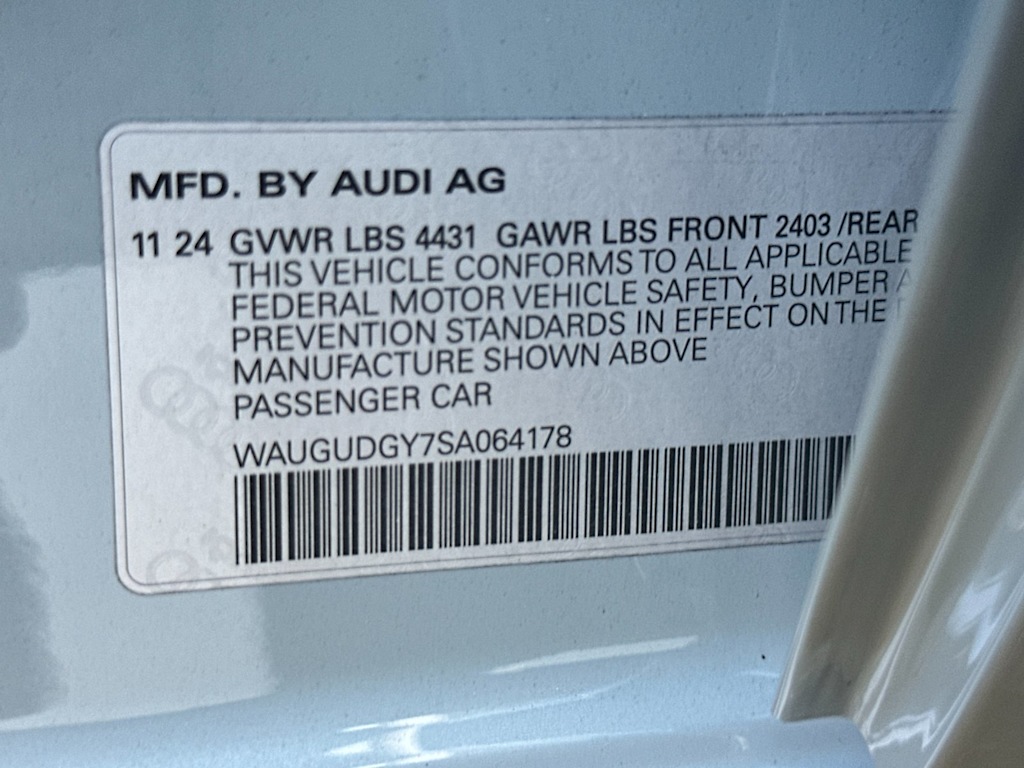 MFD. BY AUDI AG
11 24 GVWR LBS 4431 GAWR LBS FRONT 2403 /REAR
THIS VEHICLE CONFORMS TO ALL APPLICABLE
FEDERAL MOTOR VEHICLE SAFETY, BUMPER
PREVENTION STANDARDS IN EFFECT ON THE
MANUFACTURE SHOWN ABOVE
PASSENGER CAR
WAUGUDGY7SA064178